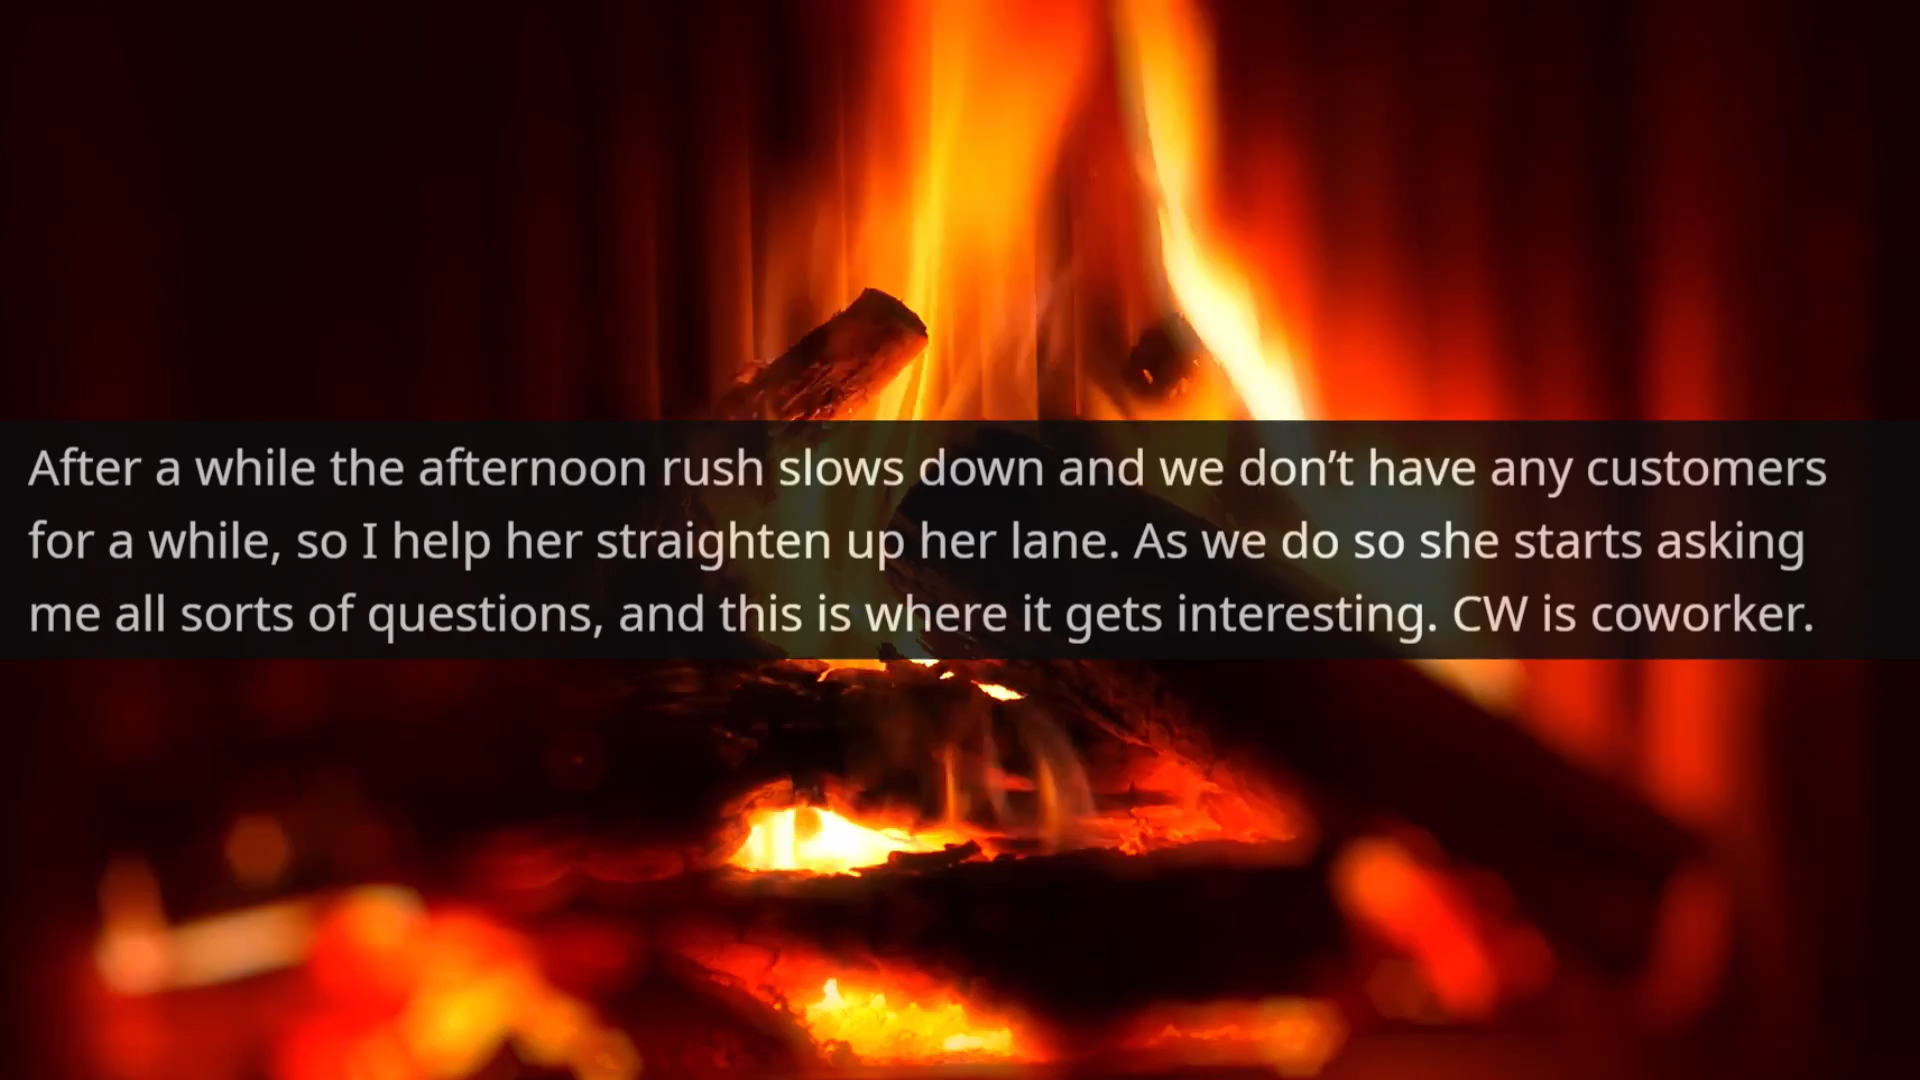 After a while the afternoon rush slows down and we don’t have any customers
for a while, so I help her straighten up her lane. As we do so she starts asking
me all sorts of questions, and this is where it gets interesting. CW is coworker.